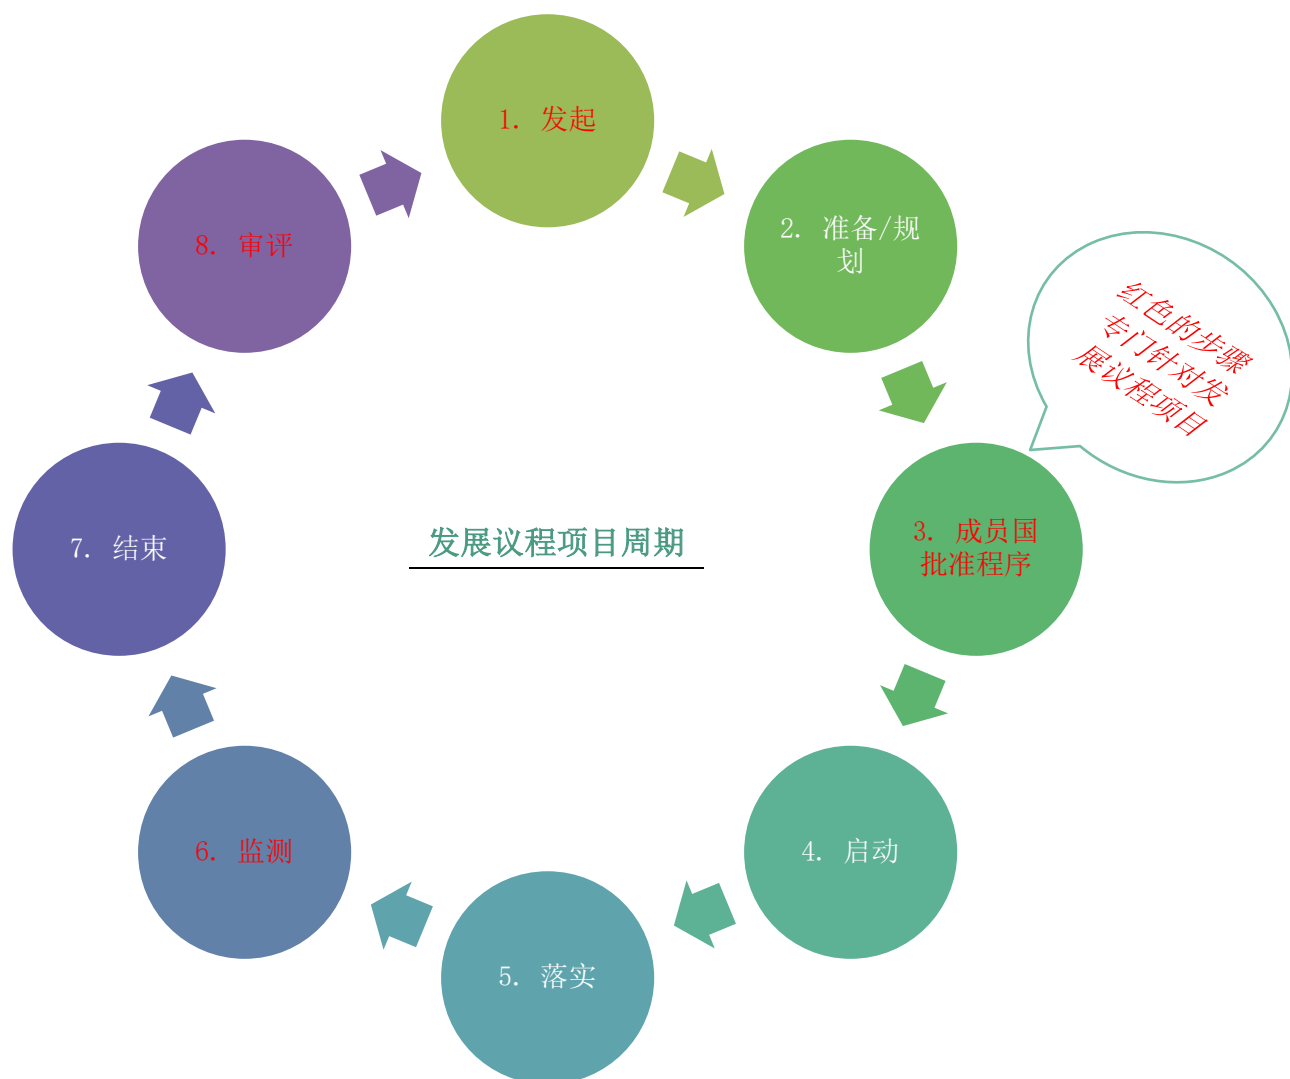 1. 发起
2. 准备/规
划
红色的步骤
专门针对发
展议程项目
3. 成员国
批准程序
4. 启动
5. 落实
6. 监测
7. 结束
8. 审评
发展议程项目周期